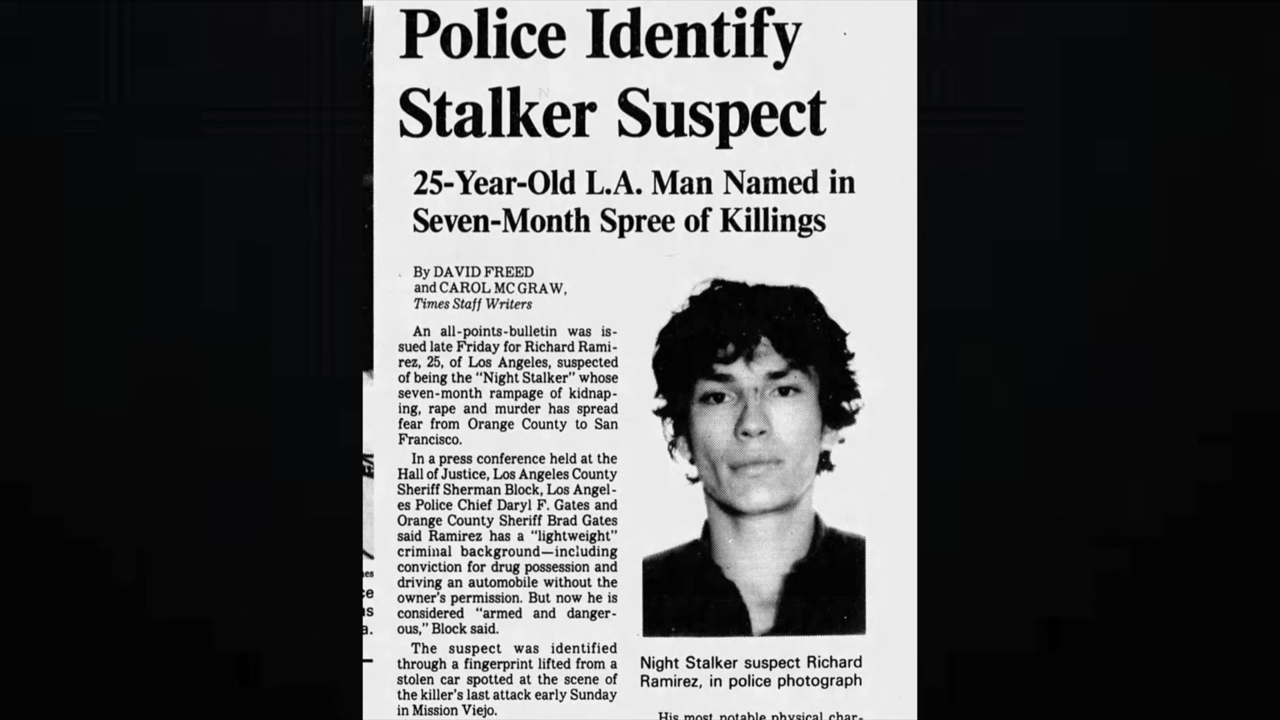 Police Identify
Stalker Suspect
25-Year-Old L.A. Man Named in
Seven-Month Spree of Killings
By DAVID FREED
and CAROL MC GRAW,
Times Staff Writers
An all-points-bulletin was is-
sued late Friday for Richard Rami-
rez, 25, of Los Angeles, suspected
of being the “Night Stalker” whose
seven-month rampage of kidnap-
ing, rape and murder has spread
fear from Orange County to San
Francisco.
In a press conference held at the
Hall of Justice, Los Angeles County
Sheriff Sherman Block, Los Angel-
es Police Chief Daryl F. Gates and
Orange County Sheriff Brad Gates
said Ramirez has a “lightweight”
criminal background—including
conviction for drug possession and
driving an automobile without the
owner's permission. But now he is
considered “armed and danger-
ous,” Block said.
The suspect was identified
through a fingerprint lifted from a
stolen car spotted at the scene of
the killer's last attack early Sunday
in Mission Viejo.
Night Stalker suspect Richard
Ramirez, in police photograph
His most notable physical char-